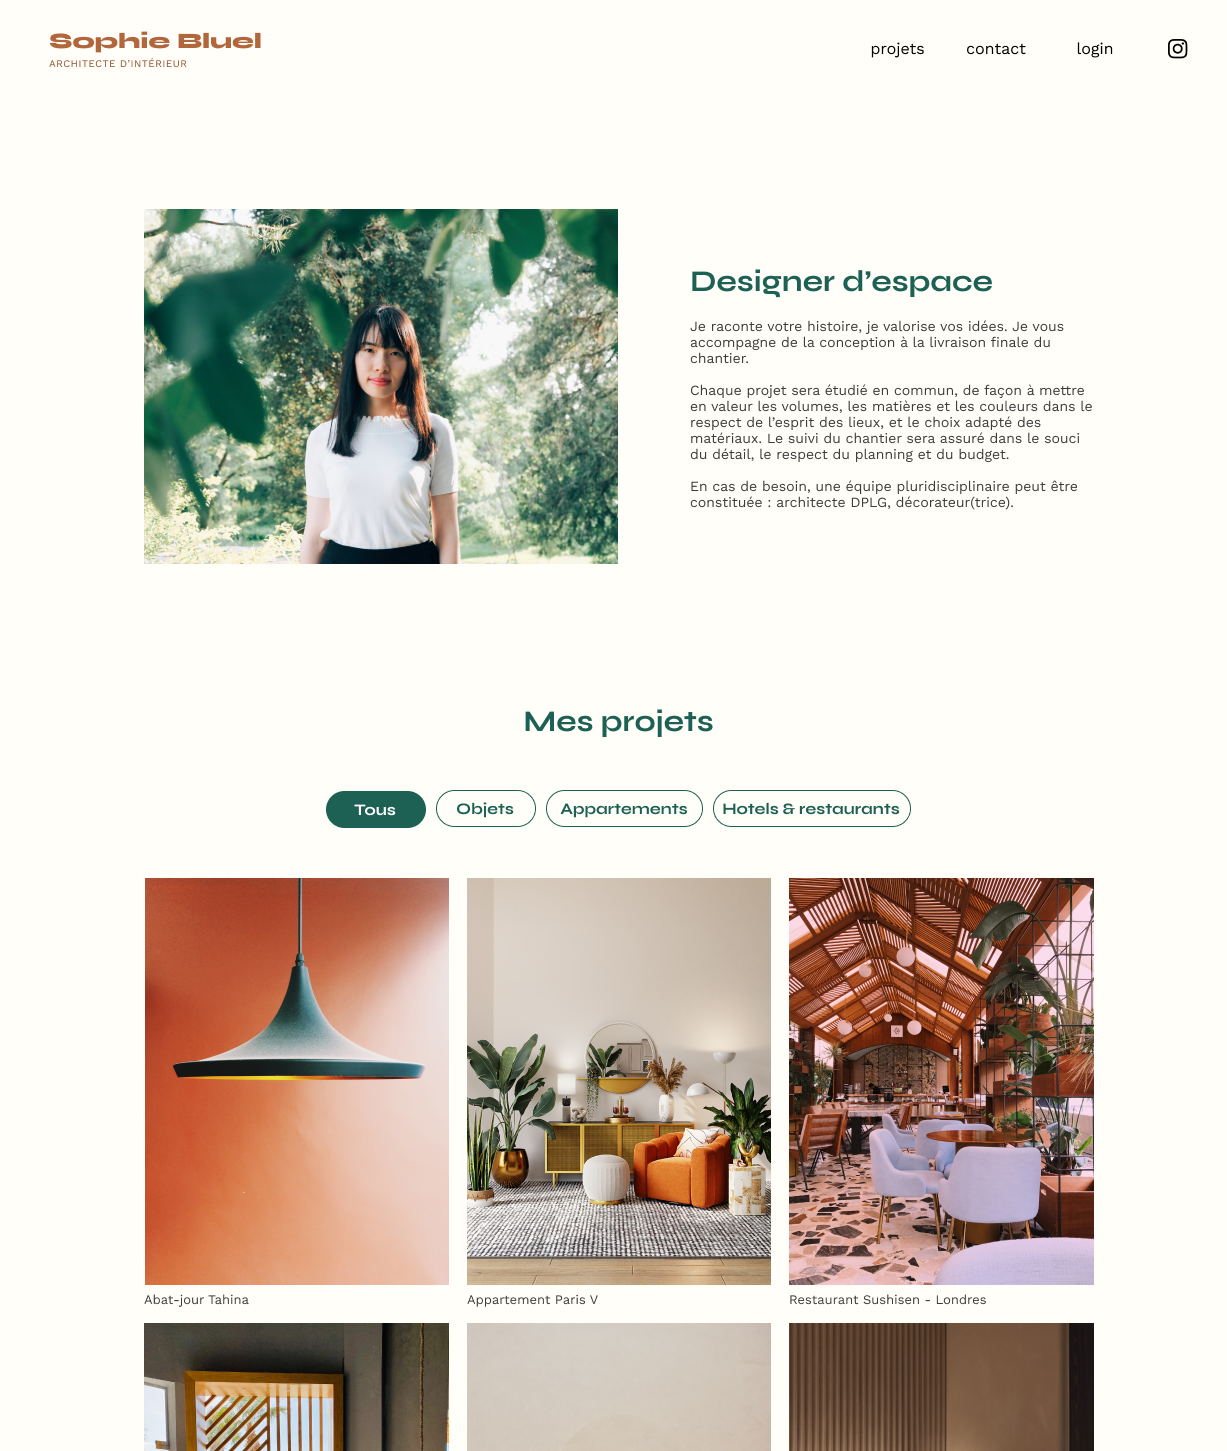 Sophie Bluel
ARCHITECTE D'INTÉRIEUR
projets
contact
login
Designer d’espace
Je raconte votre histoire, je valorise vos idées. Je vous
accompagne de la conception à la livraison finale du
chantier.
Chaque projet sera étudié en commun, de façon à mettre
en valeur les volumes, les matières et les couleurs dans le
respect de l’esprit des lieux, et le choix adapté des
matériaux. Le suivi du chantier sera assuré dans le souci
du détail, le respect du planning et du budget.
En cas de besoin, une équipe pluridisciplinaire peut être
constituée : architecte DPLG, décorateur(trice).
Mes projets
Tous
Objets
Appartements
Hotels & restaurants
Abat-jour Tahina
Appartement Paris V
Restaurant Sushisen - Londres